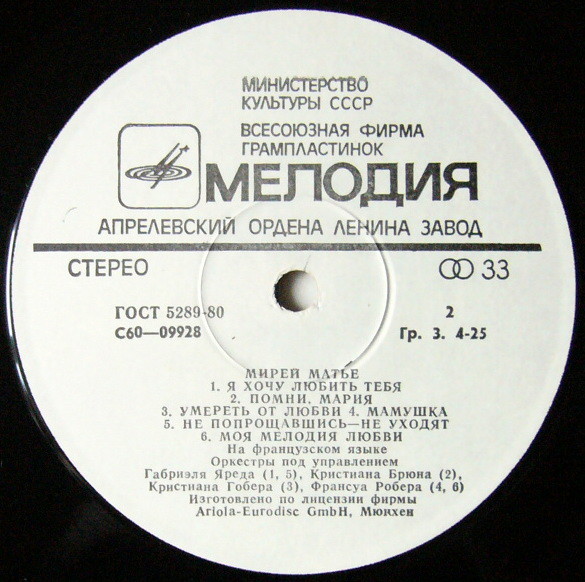 МИНИСТЕРСТВО
КУЛЬТУРЫ СССР
ВСЕСОЮЗНАЯ ФИРМА
ГРАМПЛАСТИНОК
МЕЛОДИЯ
АПРЕЛЕВСКИЙ ОРДЕНА ЛЕНИНА ЗАВОД
СТЕРЕО 33
ГОСТ 5289-80 2
С60—09928 Гр. 3. 4-25
МИРЕЙ МАТЬЕ
1. Я ХОЧУ ЛЮБИТЬ ТЕБЯ
2. ПОМНИ, МАРИЯ
3. УМЕРЕТЬ ОТ ЛЮБВИ 4. МАМУШКА
5. НЕ ПОПРОЩАВШИСЬ—НЕ УХОДЯТ
6. МОЯ МЕЛОДИЯ ЛЮБВИ
На французском языке
Оркестры под управлением
Габриэля Яреда (1, 5), Кристиана Брюна (2),
Кристиана Гобера (3), Франсуа Робера (4, 6)
Изготовлено по лицензии фирмы
Ariola-Eurodisc GmbH, Мюнхен